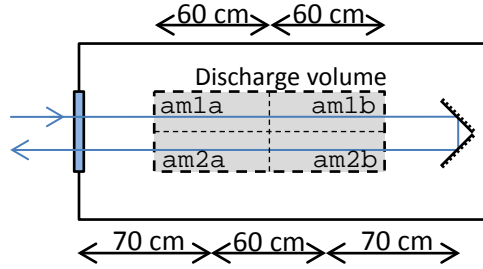 60 cm 60 cm
Discharge volume
am1a am1b
am2a am2b
70 cm 60 cm 70 cm